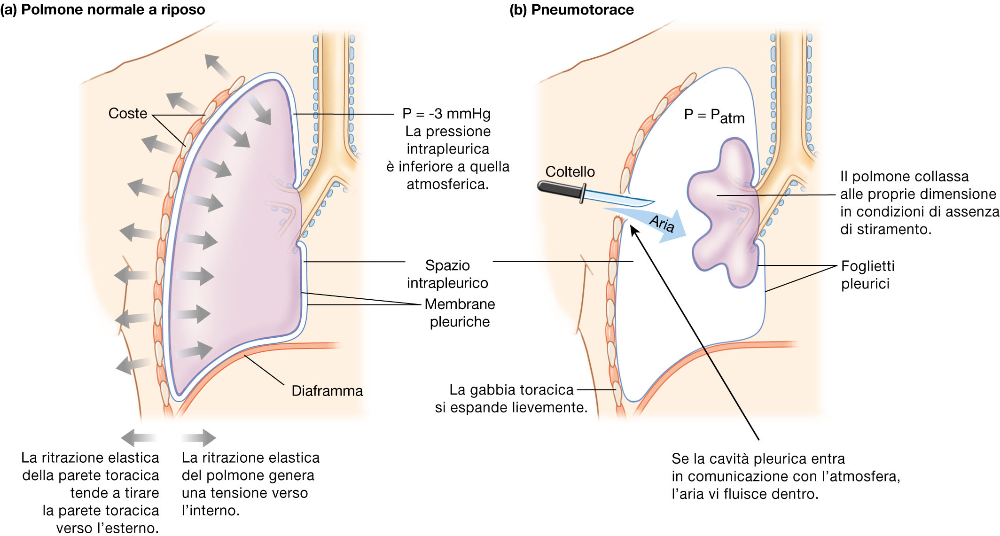 (a) Polmone normale a riposo
Coste
P = -3 mmHg
La pressione
intrapleurica
è inferiore a quella
atmosferica.
Spazio
intrapleurico
Membrane
pleuriche
Diaframma
La ritrazione elastica
della parete toracica
tende a tirare
la parete toracica
verso l'esterno.
La ritrazione elastica
del polmone genera
una tensione verso
l'interno.
(b) Pneumotorace
P = Patm
Coltello
Aria
Il polmone collassa
alle proprie dimensione
in condizioni di assenza
di stiramento.
Foglietti
pleurici
La gabbia toracica
si espande lievemente.
Se la cavità pleurica entra
in comunicazione con l'atmosfera,
l'aria vi fluisce dentro.